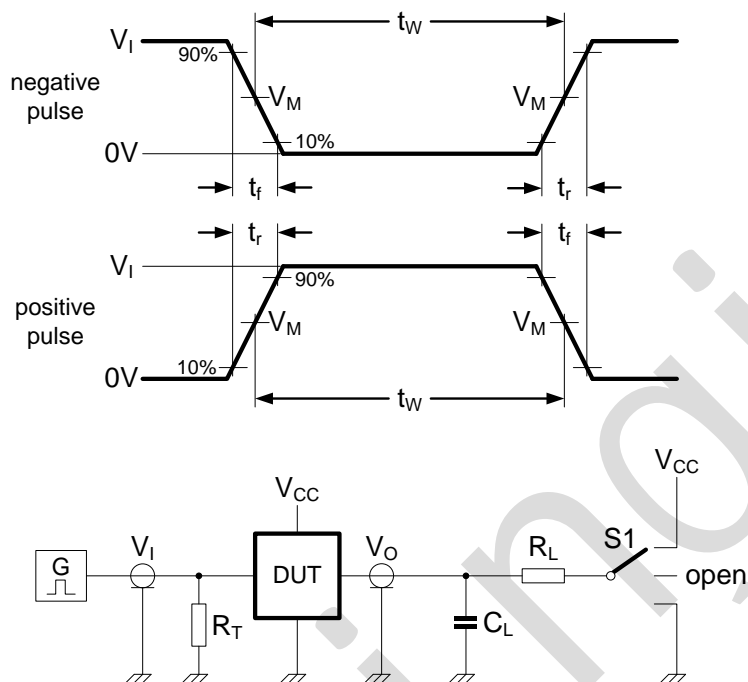 V_I
90%
t_W
negative
pulse
V_M
V_M
0V
10%
t_f
t_r
t_r
t_f
V_I
90%
positive
pulse
V_M
V_M
0V
10%
t_W
V_CC
V_CC
G
V_I
DUT
V_O
R_L
S1
open
R_T
C_L